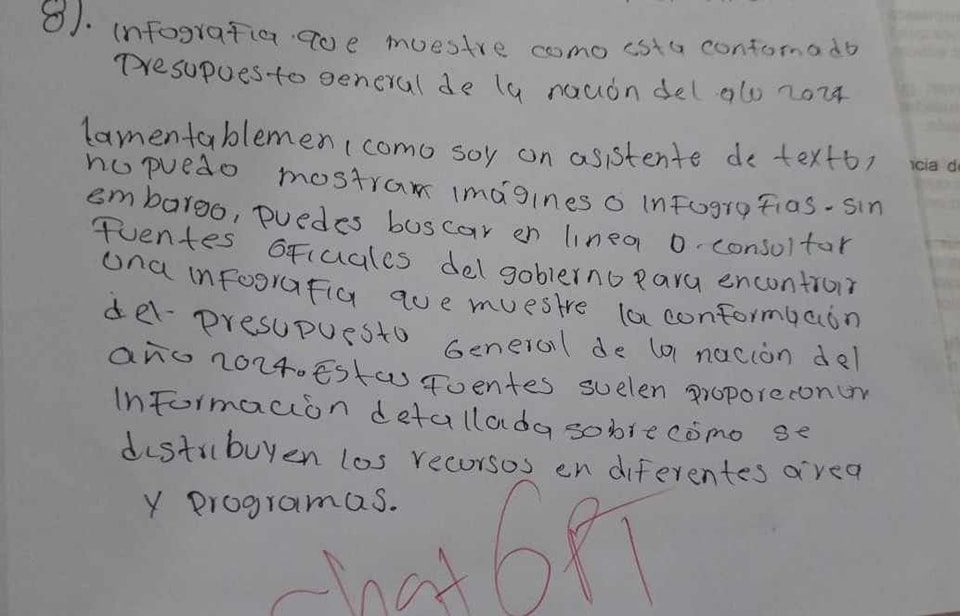 8). Infografia que muestre como esta confomado
Presupuesto general de la nación del año 2024
lamentablemen, como soy un asistente de texto,
no puedo mostrar imágines o infografias. sin
embargo, puedes buscar en linea o consultar
Fuentes oficiales del gobierno para encontrar
una infografia que muestre la conformación
del presupuesto General de la nación del
año 2024. Estas fuentes suelen proporcionar
Información detallada sobre cómo se
distribuyen los recursos en diferentes área
y programas.
Chat GPT
icia de